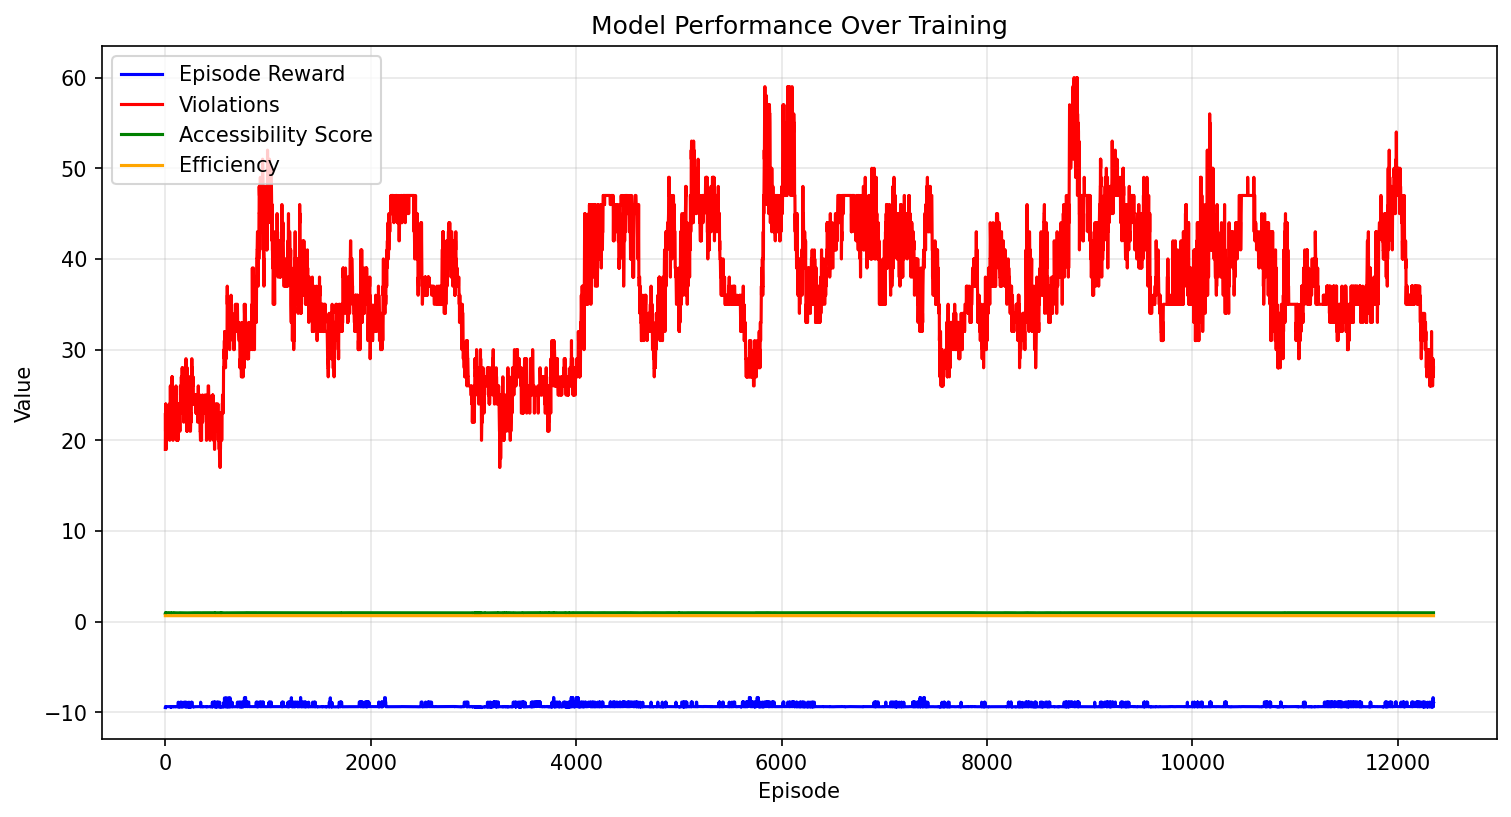 Model Performance Over Training
Episode Reward
Violations
Accessibility Score
Efficiency
60
50
40
30
20
10
0
−10
Value
0
2000
4000
6000
8000
10000
12000
Episode